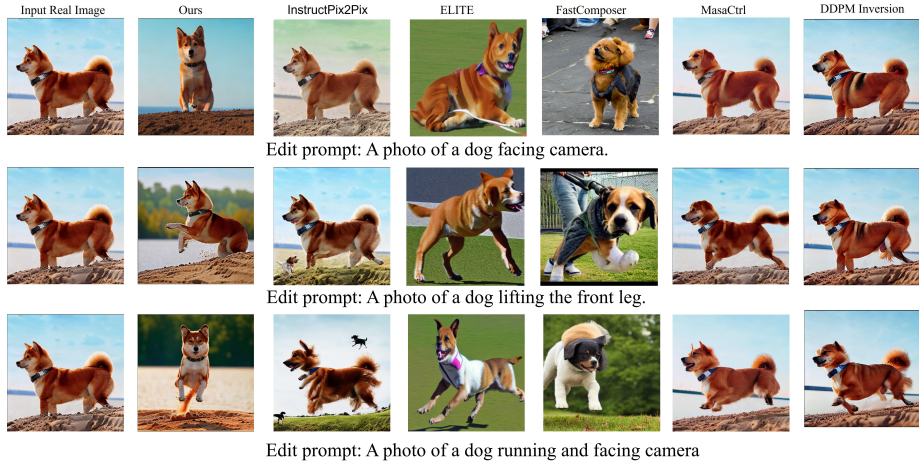 Input Real Image Ours InstructPix2Pix ELITE FastComposer MasaCtrl DDPM Inversion
Edit prompt: A photo of a dog facing camera.
Edit prompt: A photo of a dog lifting the front leg.
Edit prompt: A photo of a dog running and facing camera